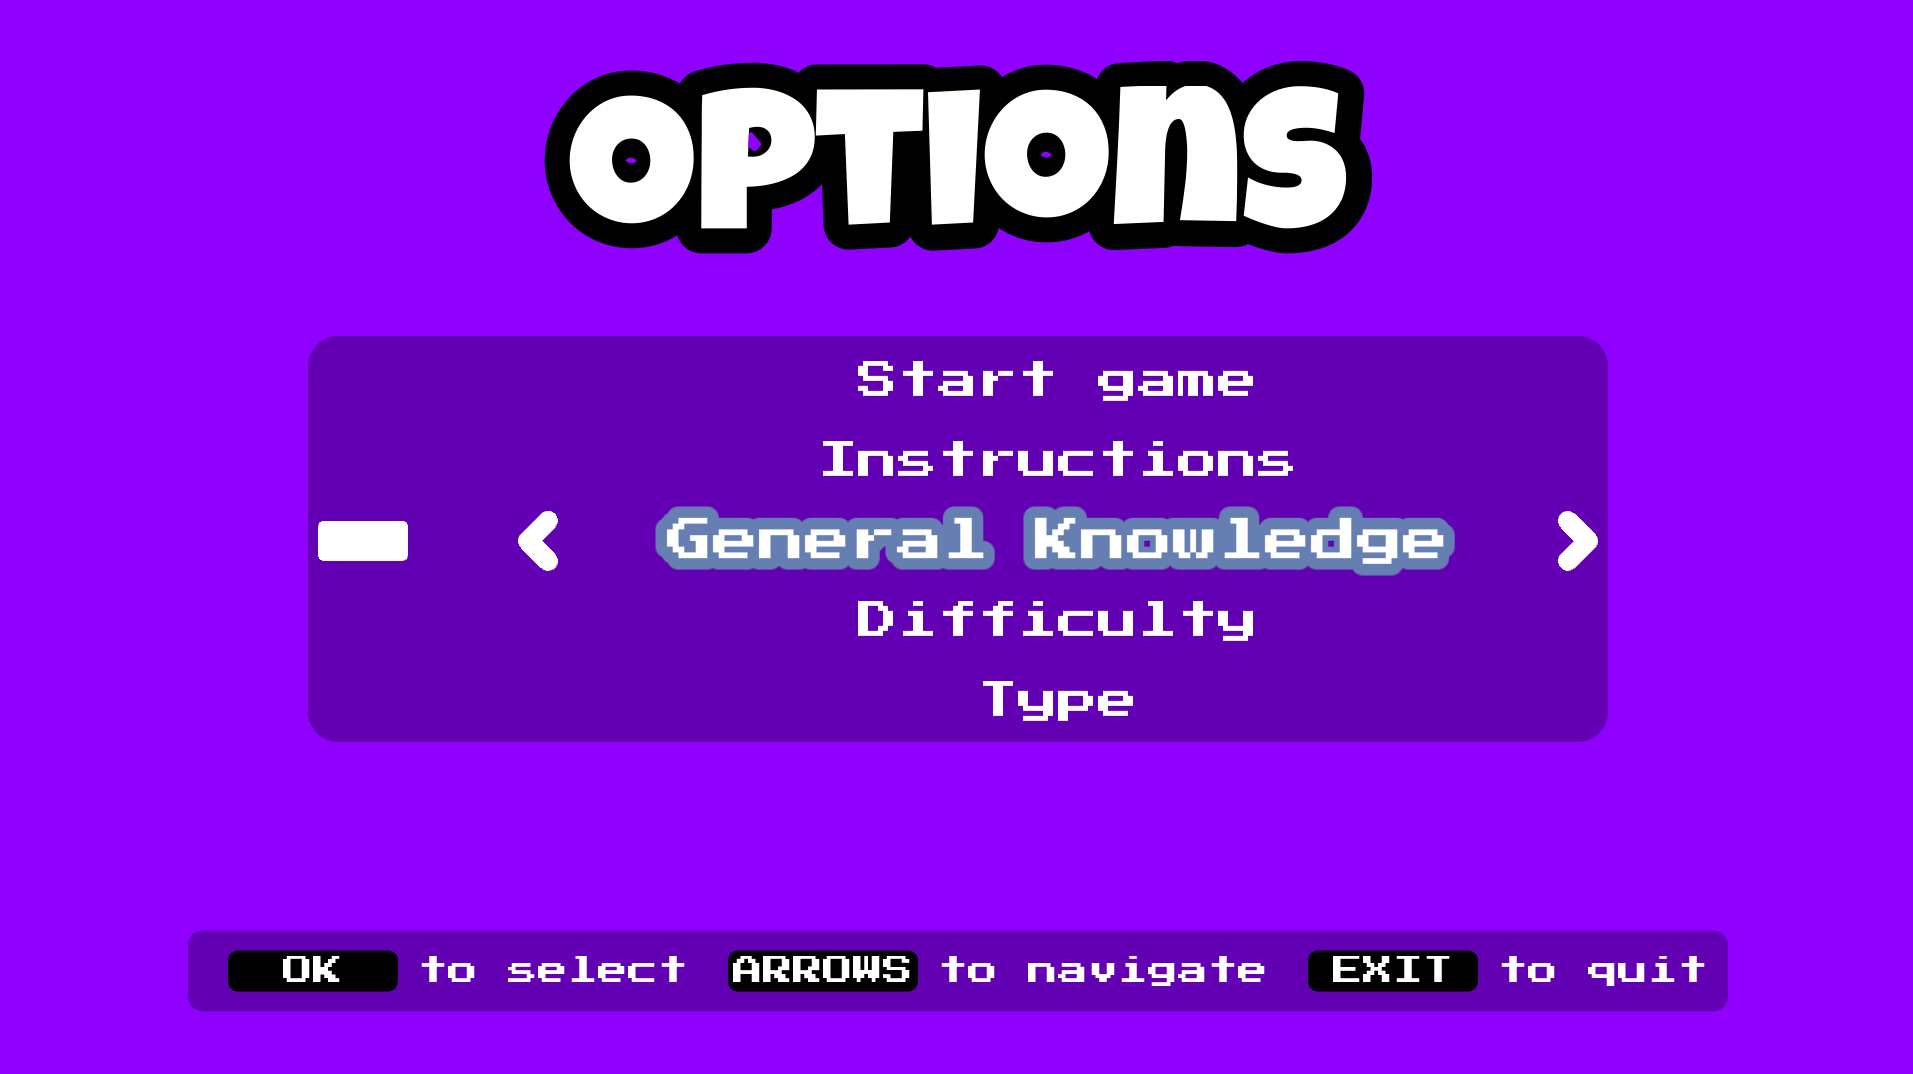 OPTIONS
Start game
Instructions
General Knowledge
Difficulty
Type
OK to select ARROWS to navigate EXIT to quit